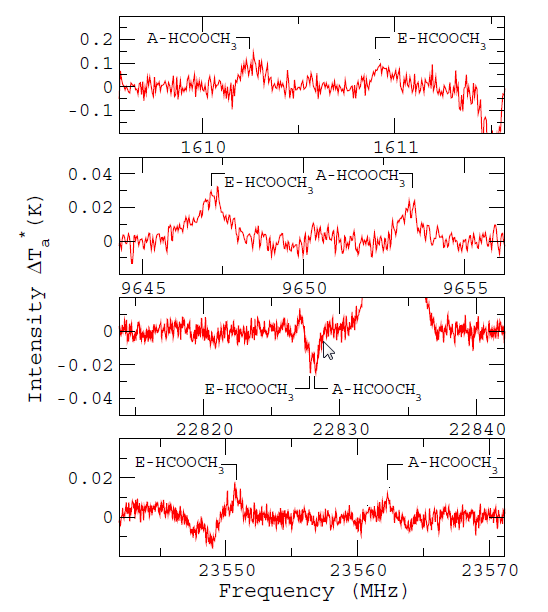 0.2
A-HCOOCH3
E-HCOOCH3
0.1
0
-0.1
1610
1611
0.04
E-HCOOCH3
A-HCOOCH3
0.02
0
9645
9650
9655
0
-0.02
E-HCOOCH3
A-HCOOCH3
-0.04
22820
22830
22840
E-HCOOCH3
A-HCOOCH3
0.02
0
23550
23560
23570
Frequency (MHz)
Intensity ΔTa*(K)